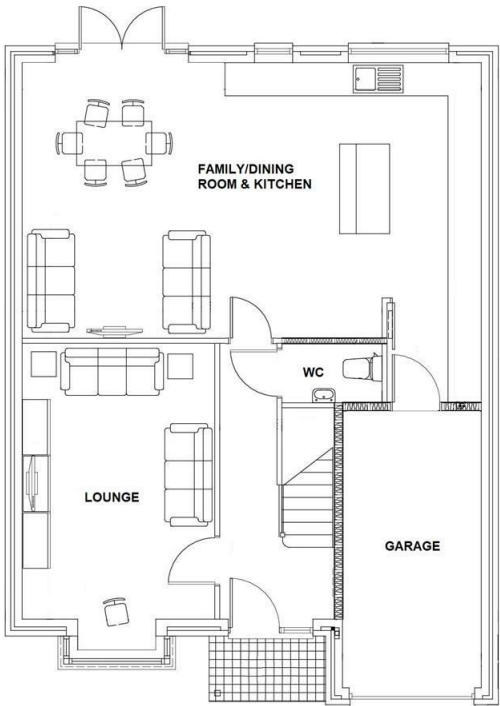 FAMILY/DINING
ROOM & KITCHEN
WC
LOUNGE
GARAGE